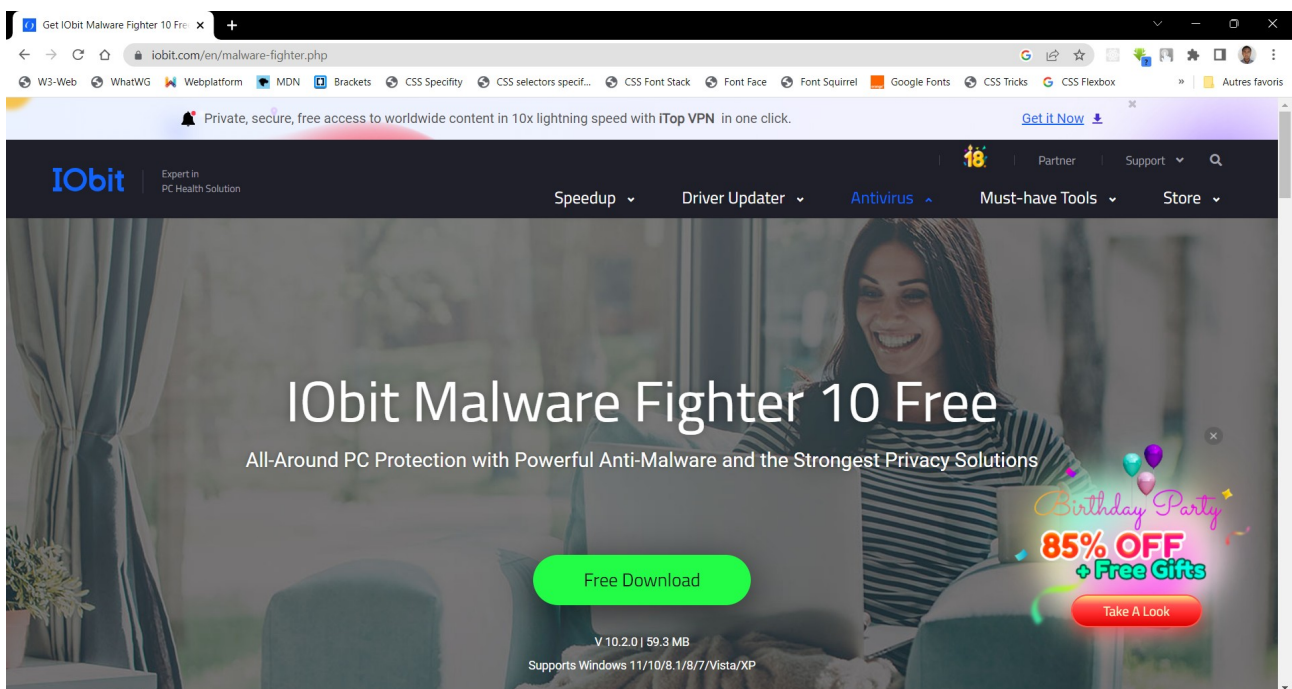 Get IObit Malware Fighter 10 Fre
iobit.com/en/malware-fighter.php
W3-Web WhatWG Webplatform MDN Brackets CSS Specifity CSS selectors specif... CSS Font Stack Font Face Font Squirrel Google Fonts CSS Tricks CSS Flexbox » Autres favoris
Private, secure, free access to worldwide content in 10x lightning speed with iTop VPN in one click. Get it Now
IObit Expert in
PC Health Solution
18 Partner Support
Speedup Driver Updater Antivirus Must-have Tools Store
IObit Malware Fighter 10 Free
All-Around PC Protection with Powerful Anti-Malware and the Strongest Privacy Solutions
Birthday Party
85% OFF
+ Free Gifts
Take A Look
Free Download
V 10.2.0 | 59.3 MB
Supports Windows 11/10/8.1/8/7/Vista/XP